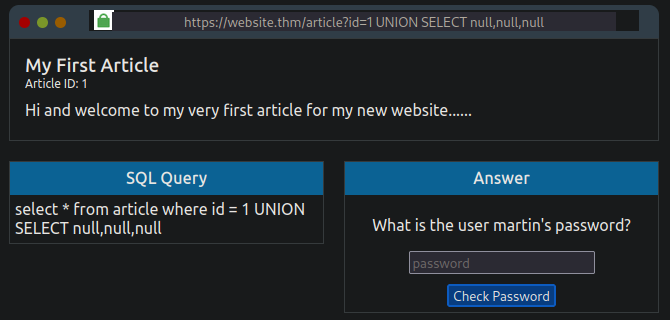 https://website.thm/article?id=1 UNION SELECT null,null,null
My First Article
Article ID: 1
Hi and welcome to my very first article for my new website......
SQL Query
select * from article where id = 1 UNION
SELECT null,null,null
Answer
What is the user martin's password?
password
Check Password